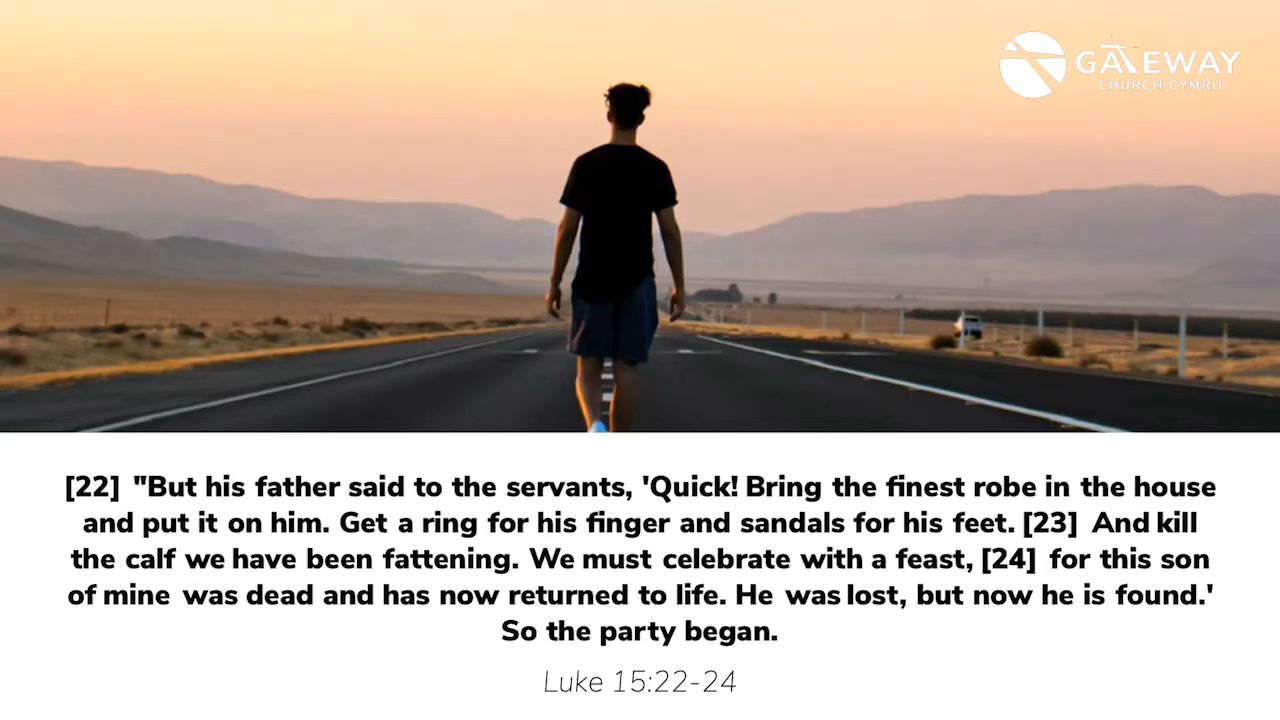 GATEWAY
CHURCH CYMRU
[22] "But his father said to the servants, 'Quick! Bring the finest robe in the house
and put it on him. Get a ring for his finger and sandals for his feet. [23] And kill
the calf we have been fattening. We must celebrate with a feast, [24] for this son
of mine was dead and has now returned to life. He was lost, but now he is found.'
So the party began.
Luke 15:22-24